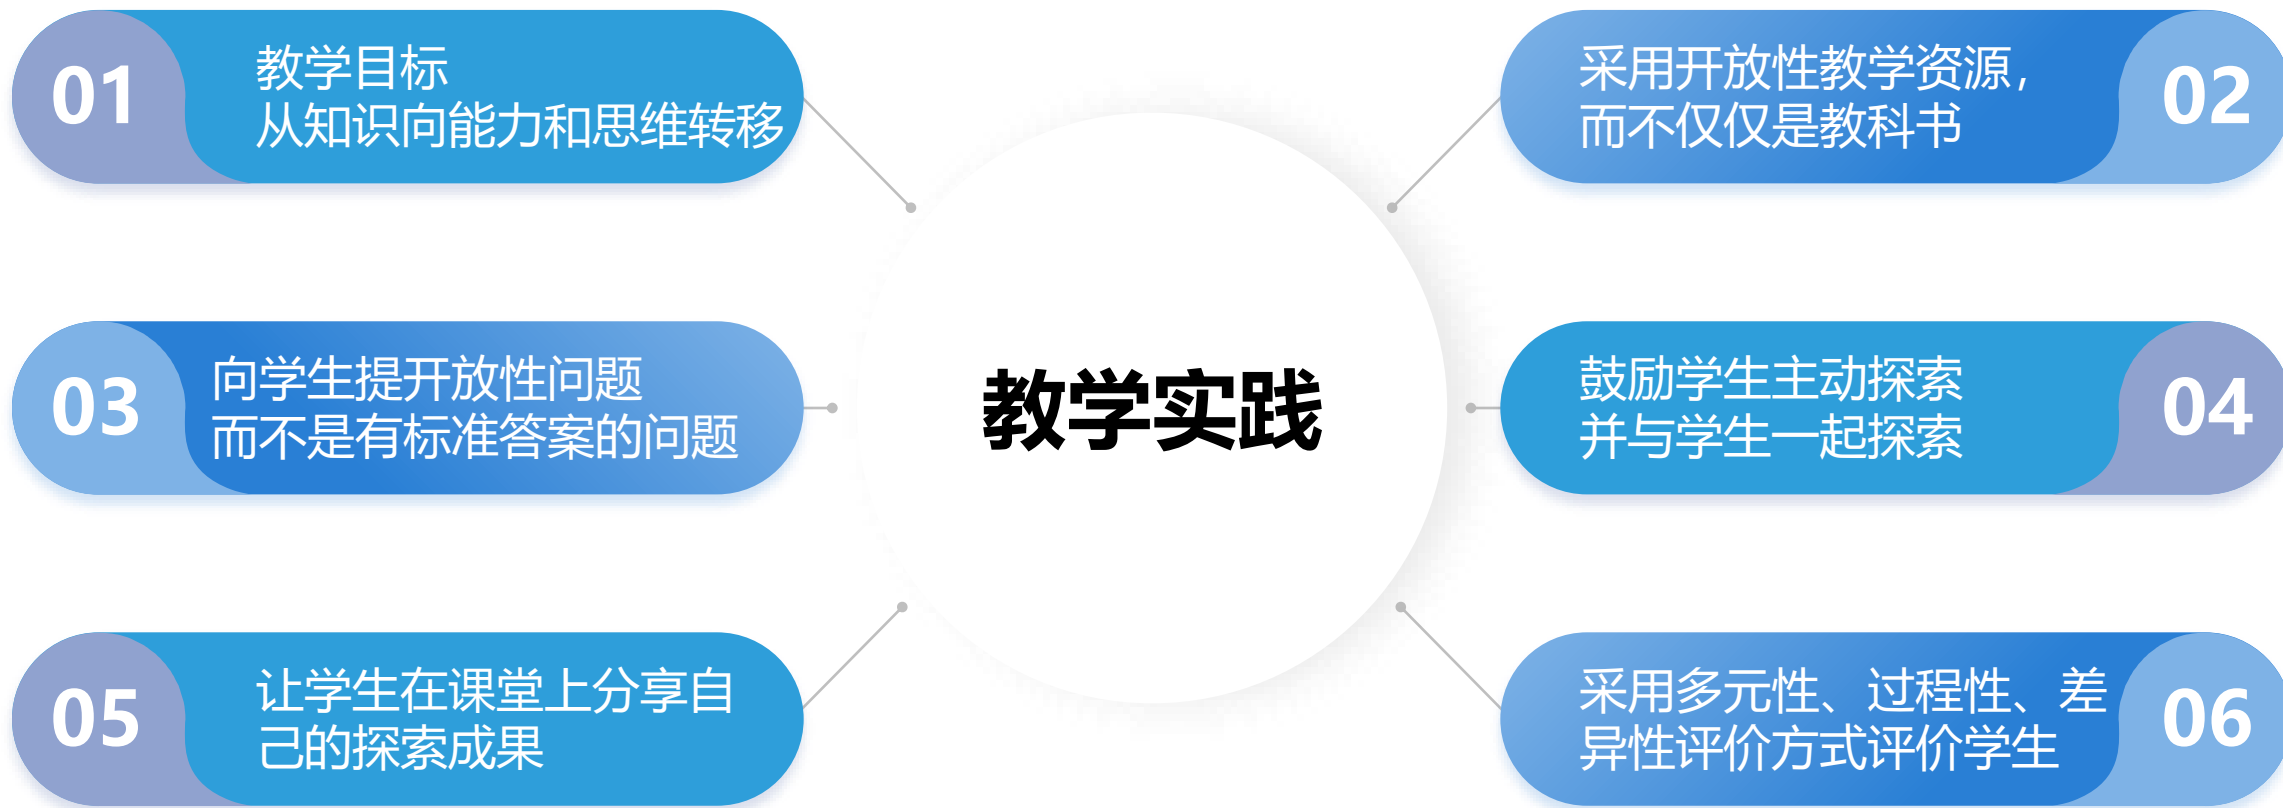 01
教学目标
从知识向能力和思维转移
采用开放性教学资源，
而不仅仅是教科书
02
03
向学生提开放性问题
而不是有标准答案的问题
教学实践
鼓励学生主动探索
并与学生一起探索
04
05
让学生在课堂上分享自
己的探索成果
采用多元性、过程性、差
异性评价方式评价学生
06